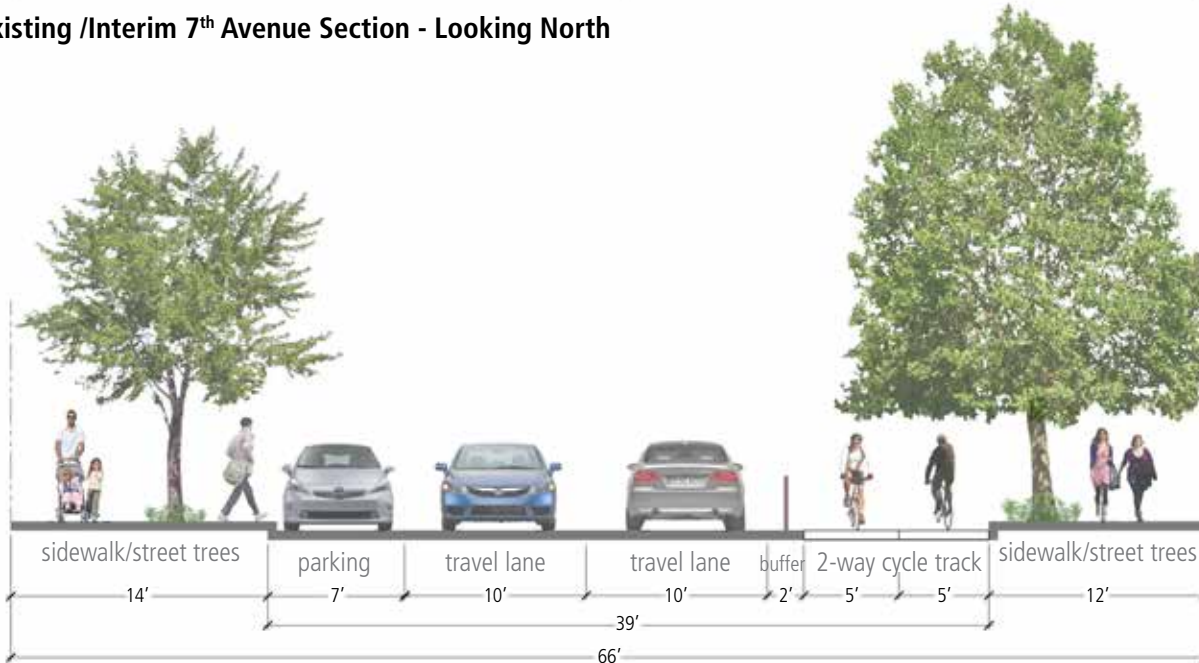 xisting /Interim 7th Avenue Section - Looking North
sidewalk/street trees parking travel lane travel lane buffer 2-way cycle track sidewalk/street trees
14′ 7′ 10′ 10′ 2′ 5′ 5′ 12′
39′
66′